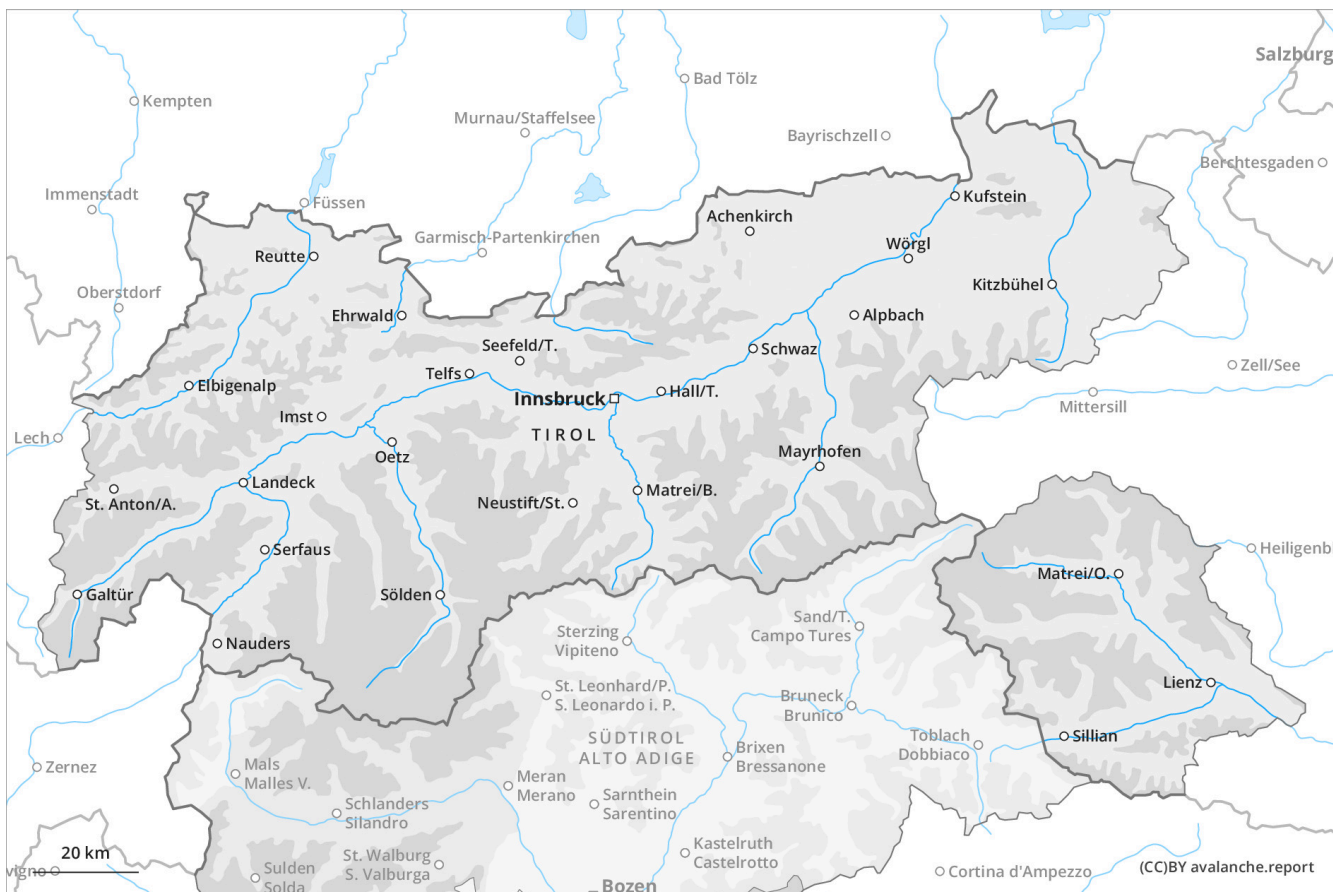 Salzburg
Kempten
Bad Tölz
Murnau/Staffelsee
Bayrischzell
Berchtesgaden
Immenstadt
Füssen
Kufstein
Achenkirch
Garmisch-Partenkirchen
Wörgl
Reutte
Oberstdorf
Kitzbühel
Ehrwald
Alpbach
Seefeld/T.
Schwaz
Zell/See
Telfs
Elbigenalp
Innsbruck
Hall/T.
Mittersill
Imst
Lech
TIROL
Oetz
Mayrhofen
Landeck
St. Anton/A.
Neustift/St.
Matrei/B.
Serfaus
Heiligenb
Matrei/O.
Galtür
Sölden
Sand/T.
Campo Tures
Sterzing
Vipiteno
Nauders
Lienz
St. Leonhard/P.
S. Leonardo i. P.
Bruneck
Brunico
SÜDTIROL
ALTO ADIGE
Toblach
Dobbiaco
Sillian
Brixen
Bressanone
Zernez
Mals
Malles V.
Meran
Merano
Schlanders
Silandro
Sarnthein
Sarentino
20 km
St. Walburg
S. Valburga
Kastelruth
Castelrotto
vigno
Sulden
Solda
Cortina d'Ampezzo
(CC)BY avalanche.report
Bozen